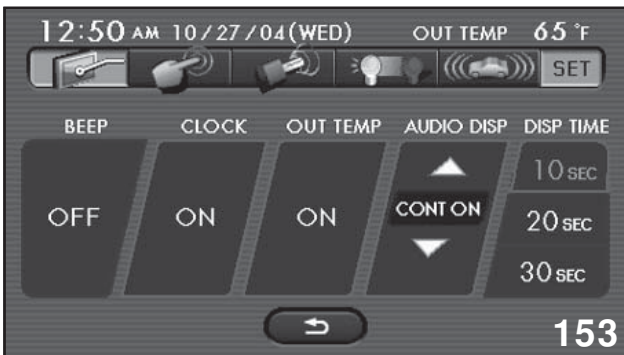 12:50 AM 10/27/04(WED) OUT TEMP 65 °F
SET
BEEP CLOCK OUT TEMP AUDIO DISP DISP TIME
10 SEC
OFF ON ON CONT ON 20 SEC
30 SEC
153